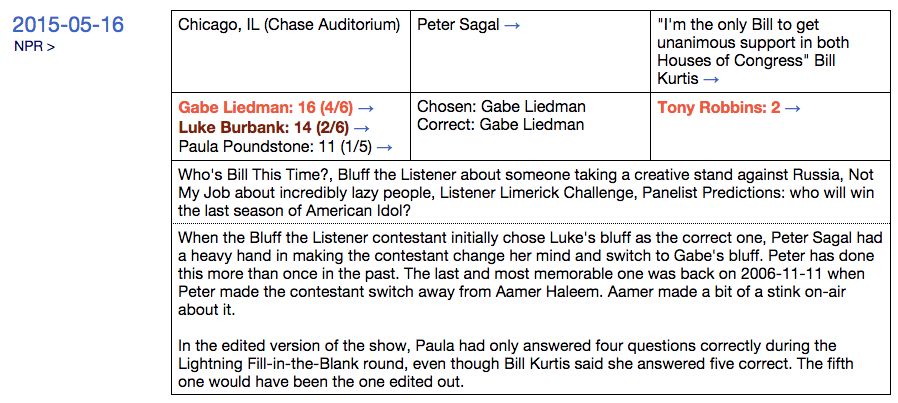 2015-05-16
NPR >
Chicago, IL (Chase Auditorium)
Peter Sagal →
"I'm the only Bill to get
unanimous support in both
Houses of Congress" Bill
Kurtis →
Gabe Liedman: 16 (4/6) →
Luke Burbank: 14 (2/6) →
Paula Poundstone: 11 (1/5) →
Chosen: Gabe Liedman
Correct: Gabe Liedman
Tony Robbins: 2 →
Who's Bill This Time?, Bluff the Listener about someone taking a creative stand against Russia, Not
My Job about incredibly lazy people, Listener Limerick Challenge, Panelist Predictions: who will win
the last season of American Idol?
When the Bluff the Listener contestant initially chose Luke's bluff as the correct one, Peter Sagal had
a heavy hand in making the contestant change her mind and switch to Gabe's bluff. Peter has done
this more than once in the past. The last and most memorable one was back on 2006-11-11 when
Peter made the contestant switch away from Aamer Haleem. Aamer made a bit of a stink on-air
about it.
In the edited version of the show, Paula had only answered four questions correctly during the
Lightning Fill-in-the-Blank round, even though Bill Kurtis said she answered five correct. The fifth
one would have been the one edited out.